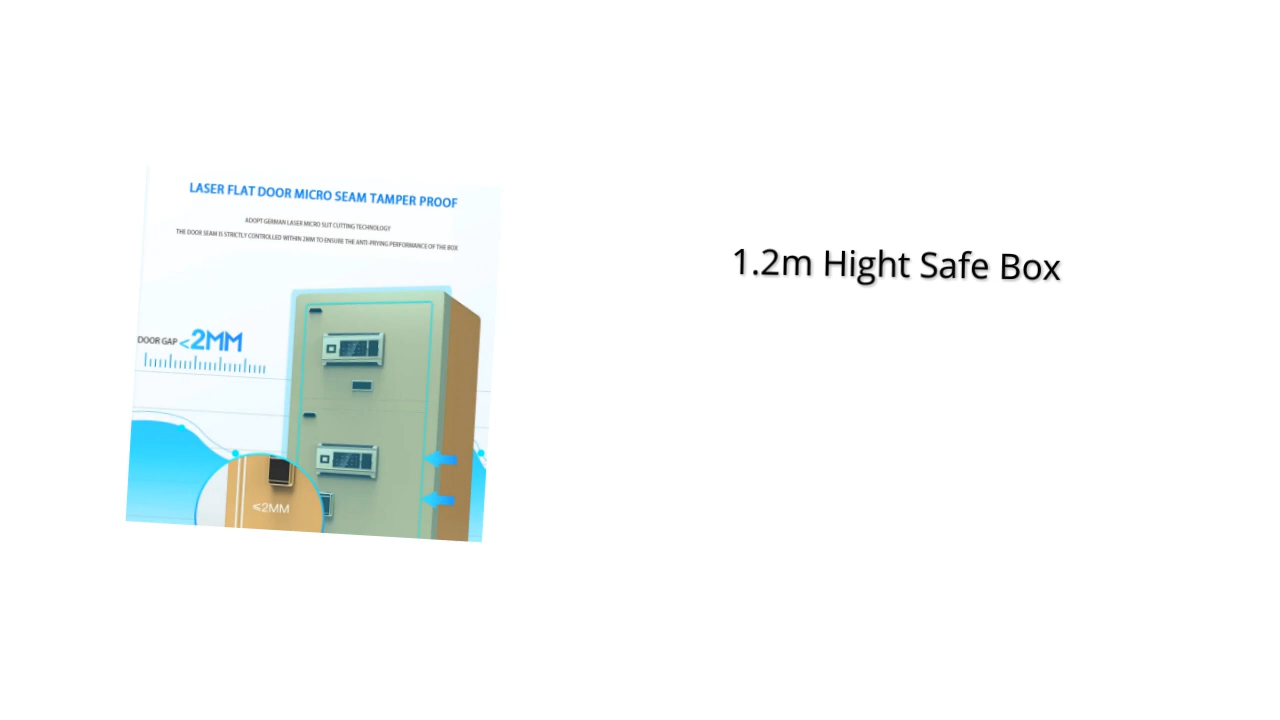 LASER FLAT DOOR MICRO SEAM TAMPER PROOF
ADOPT GERMAN LASER MICRO SLIT CUTTING TECHNOLOGY
THE DOOR SEAM IS STRICTLY CONTROLLED WITHIN 2MM TO ENSURE THE ANTI-PRYING PERFORMANCE OF THE BOX
DOOR GAP <2MM
⩽2MM
1.2m Hight Safe Box